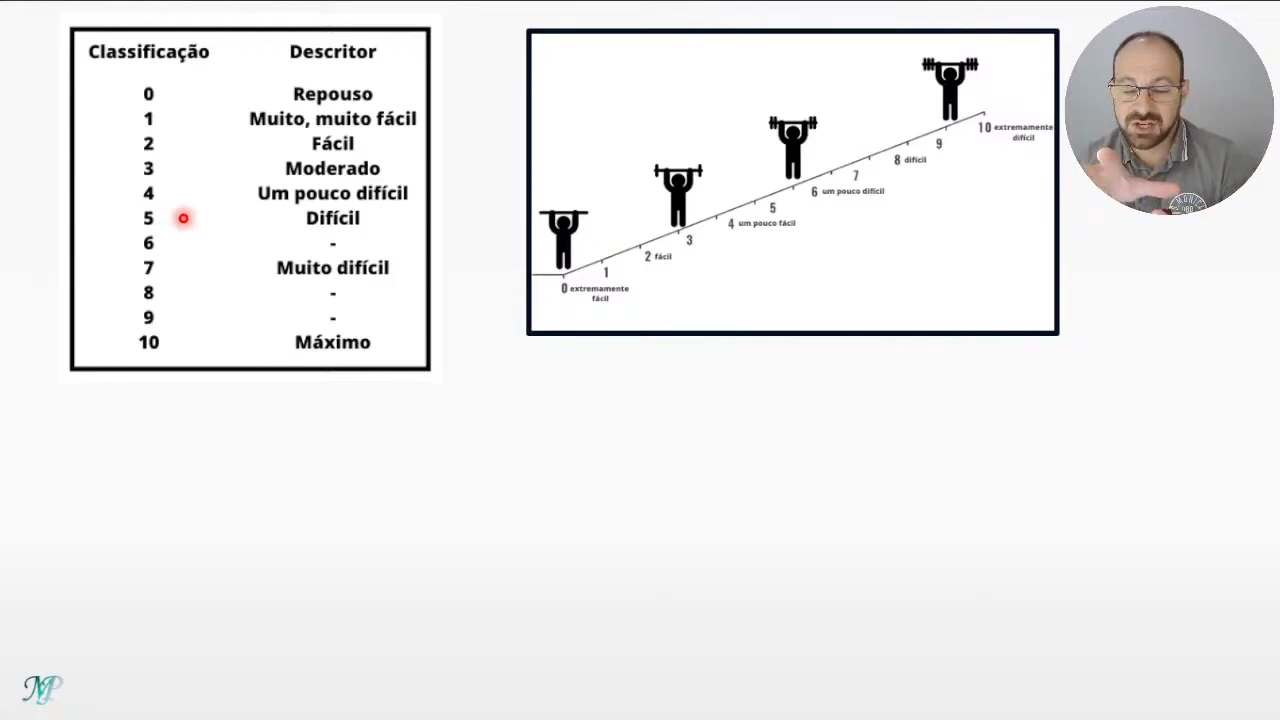 Classificação Descritor
0 Repouso
1 Muito, muito fácil
2 Fácil
3 Moderado
4 Um pouco difícil
5 Difícil
6 -
7 Muito difícil
8 -
9 -
10 Máximo
0 extremamente
fácil
1
2 fácil
3
4 um pouco fácil
5
6 um pouco difícil
7
8 difícil
9
10 extremamente
difícil
MP